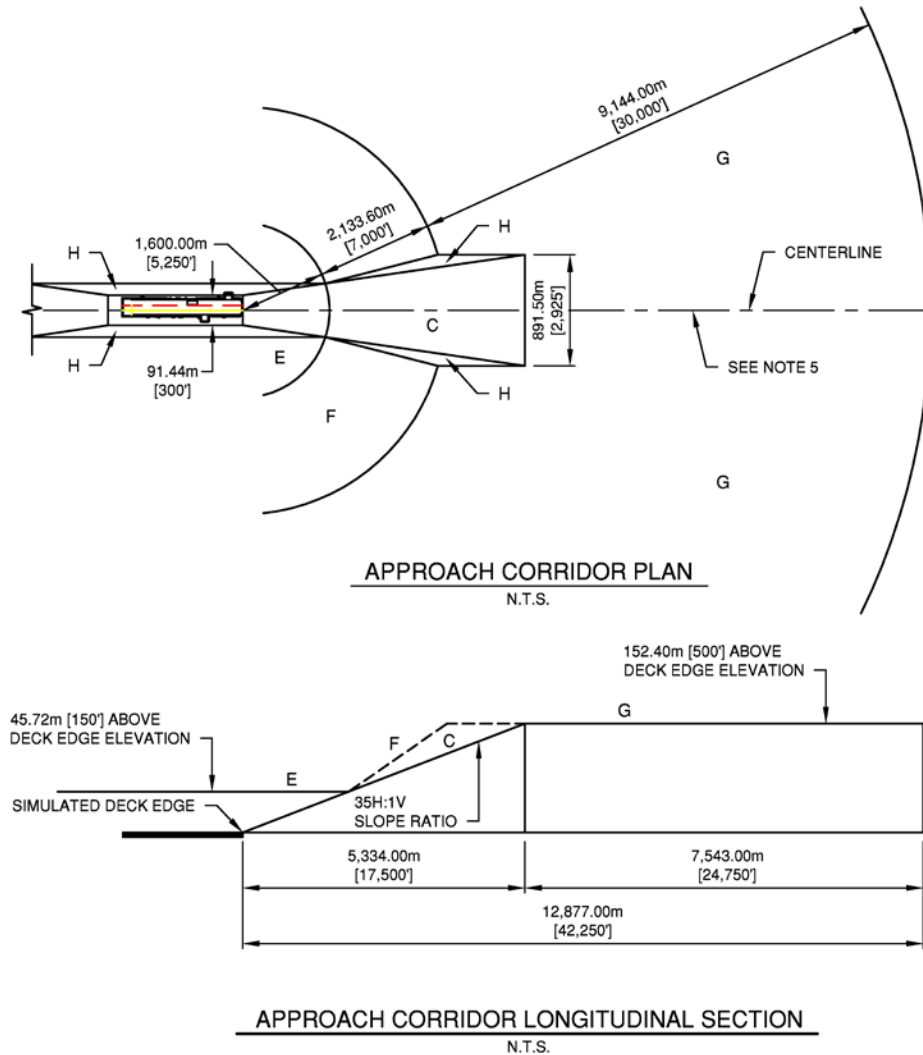 9,144.00m
[30,000']
G
2,133.60m
[7,000']
H
1,600.00m
[5,250']
H
CENTERLINE
891.50m
[2,925']
C
H
91.44m
[300']
E
SEE NOTE 5
H
F
G
APPROACH CORRIDOR PLAN
N.T.S.
152.40m [500'] ABOVE
DECK EDGE ELEVATION
45.72m [150'] ABOVE
DECK EDGE ELEVATION
G
F
C
E
SIMULATED DECK EDGE
35H:1V
SLOPE RATIO
5,334.00m
[17,500']
7,543.00m
[24,750']
12,877.00m
[42,250']
APPROACH CORRIDOR LONGITUDINAL SECTION
N.T.S.